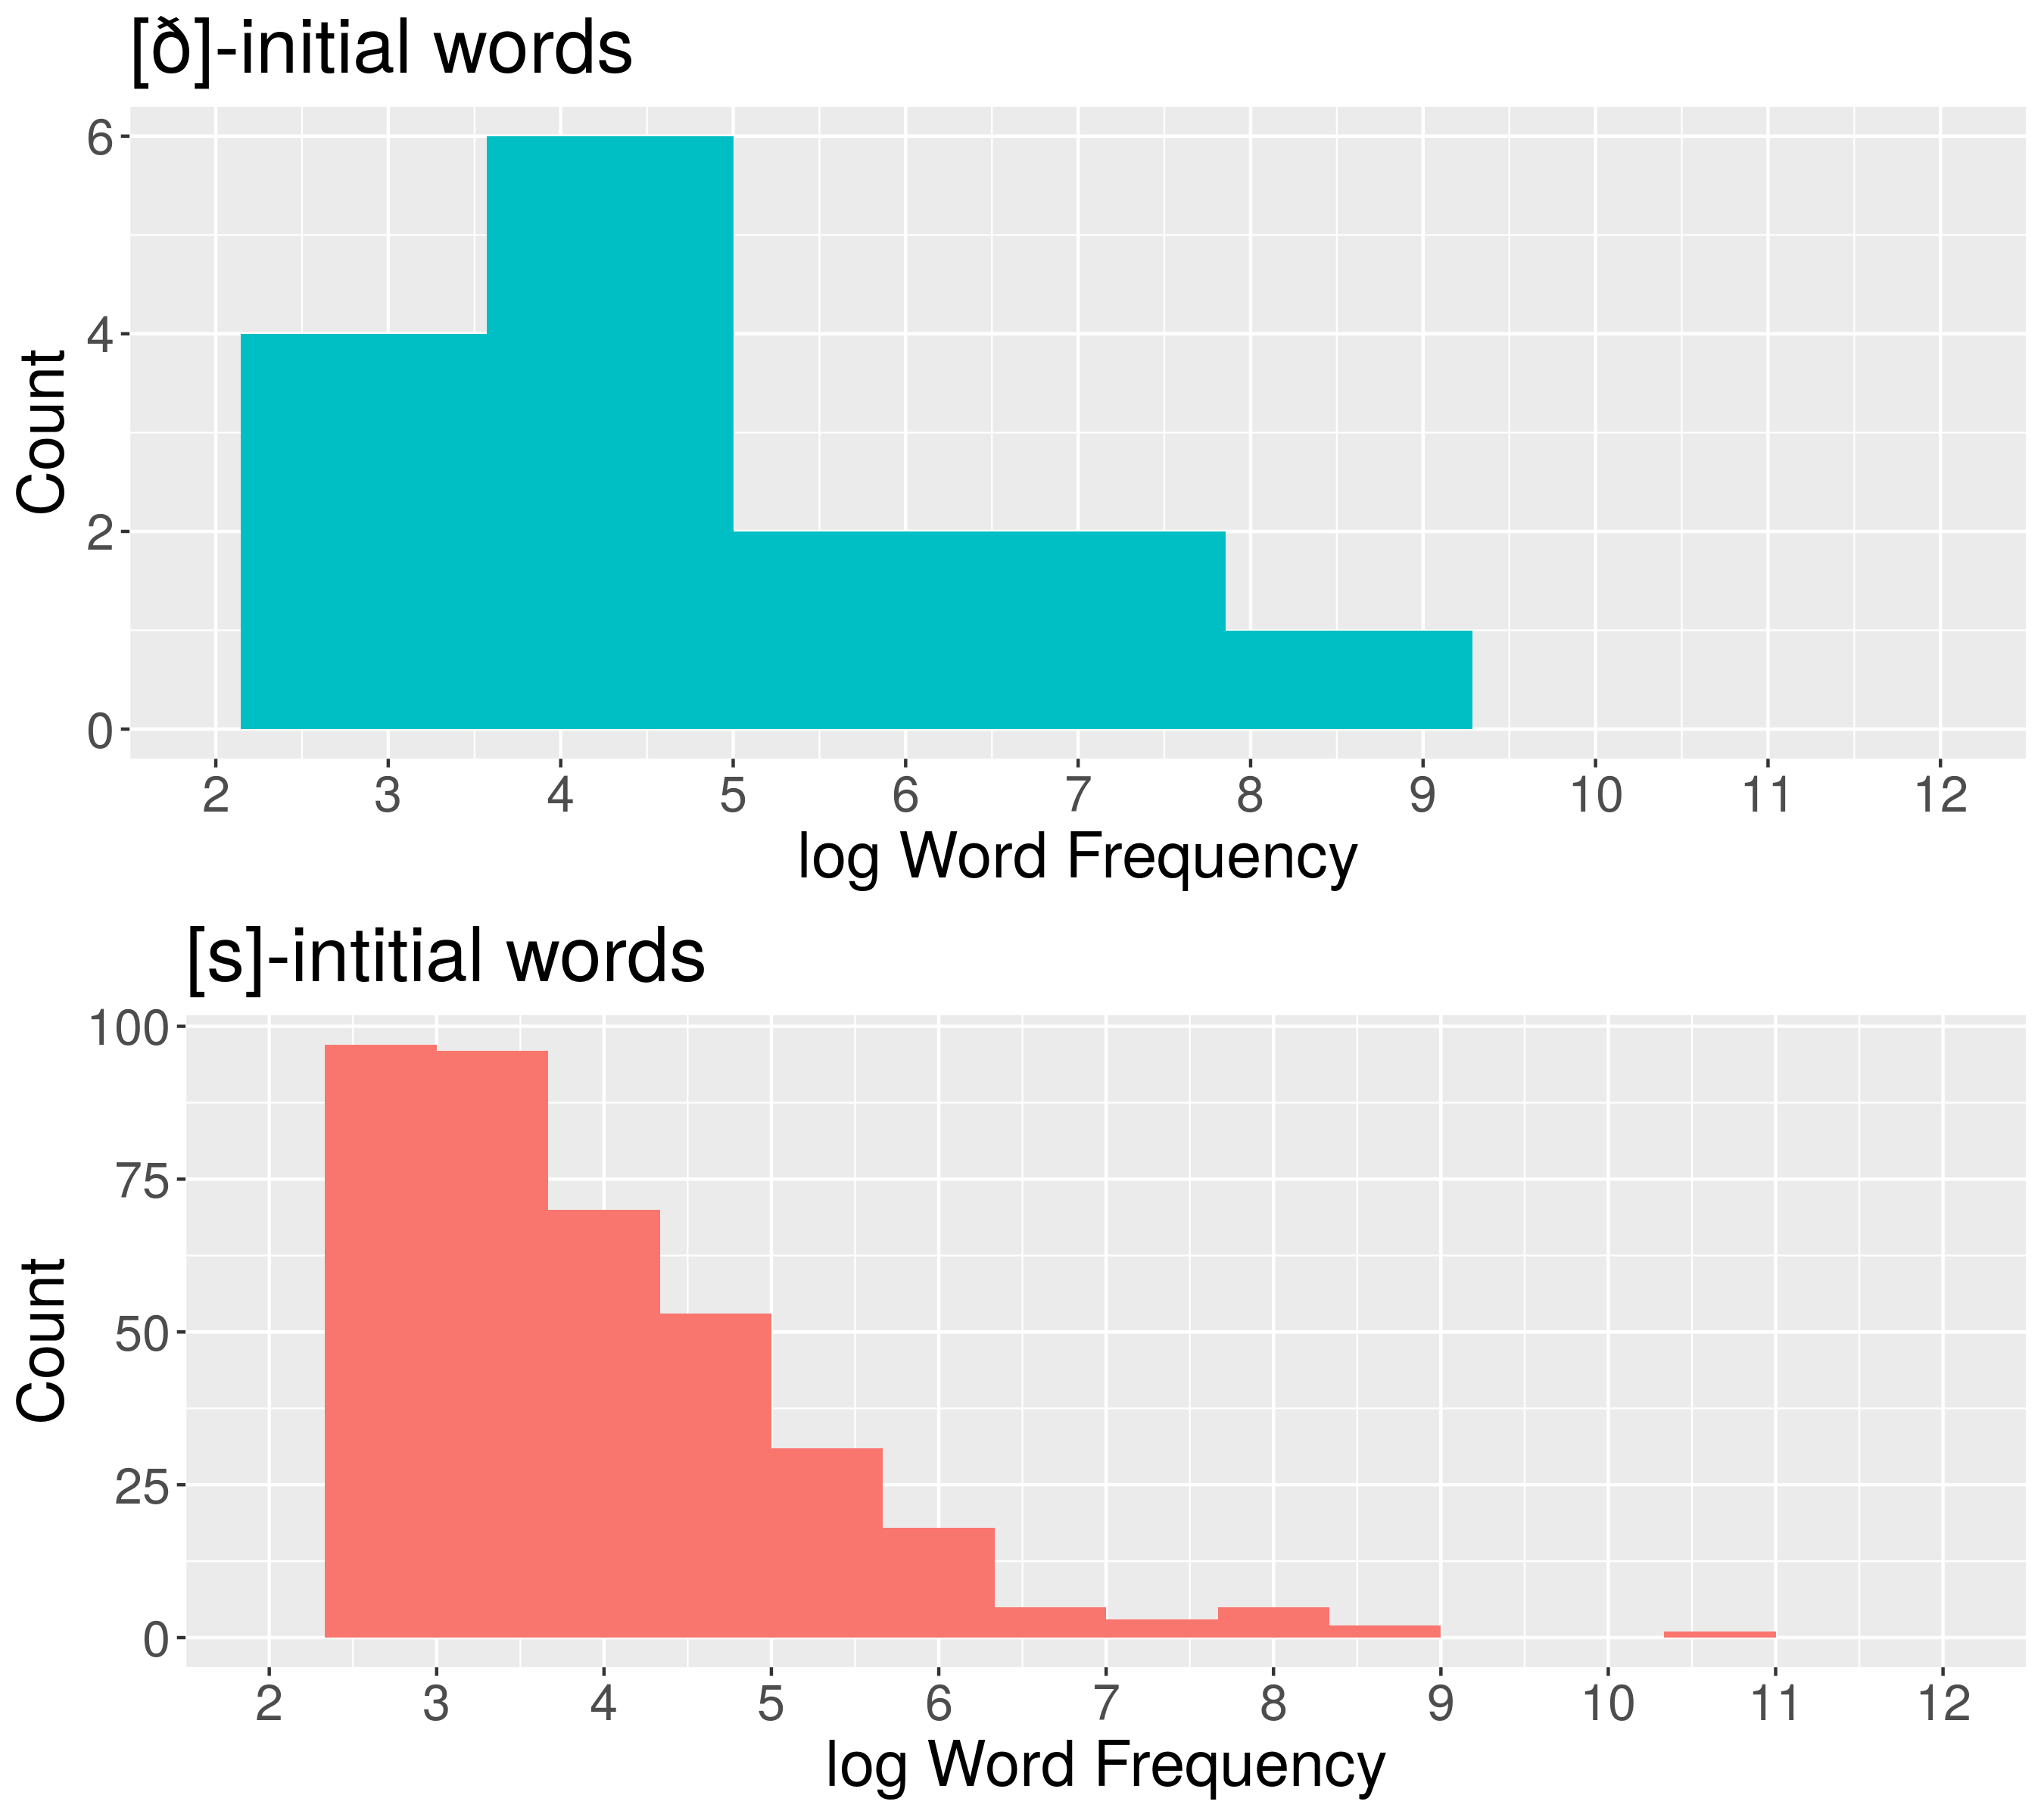 [ð]-initial words
6
4
2
0
Count
2 3 4 5 6 7 8 9 10 11 12
log Word Frequency
[s]-intitial words
100
75
50
25
0
Count
2 3 4 5 6 7 8 9 10 11 12
log Word Frequency